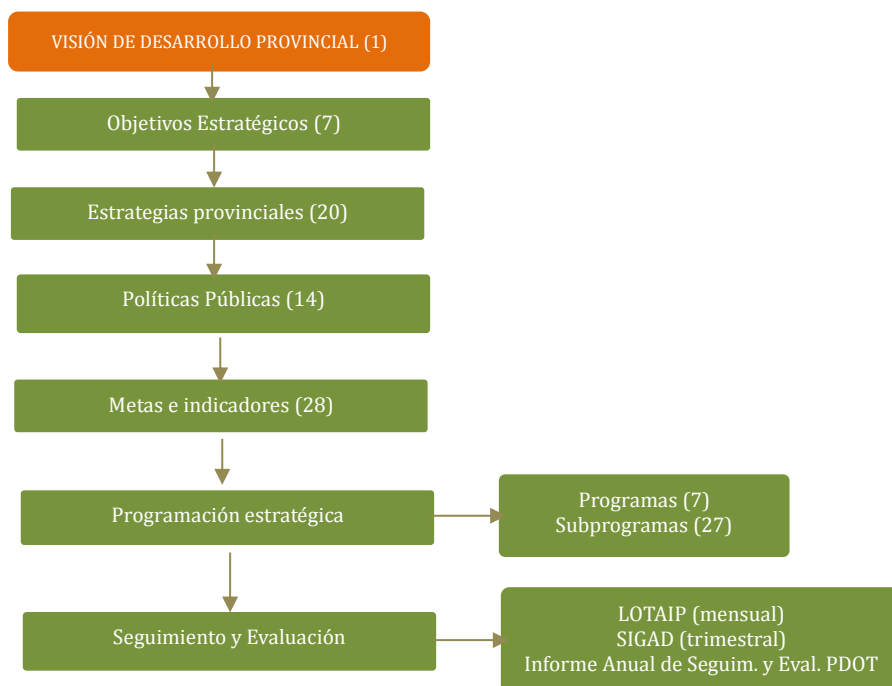 VISIÓN DE DESARROLLO PROVINCIAL (1)
Objetivos Estratégicos (7)
Estrategias provinciales (20)
Políticas Públicas (14)
Metas e indicadores (28)
Programación estratégica
Programas (7)
Subprogramas (27)
Seguimiento y Evaluación
LOTAIP (mensual)
SIGAD (trimestral)
Informe Anual de Seguim. y Eval. PDOT